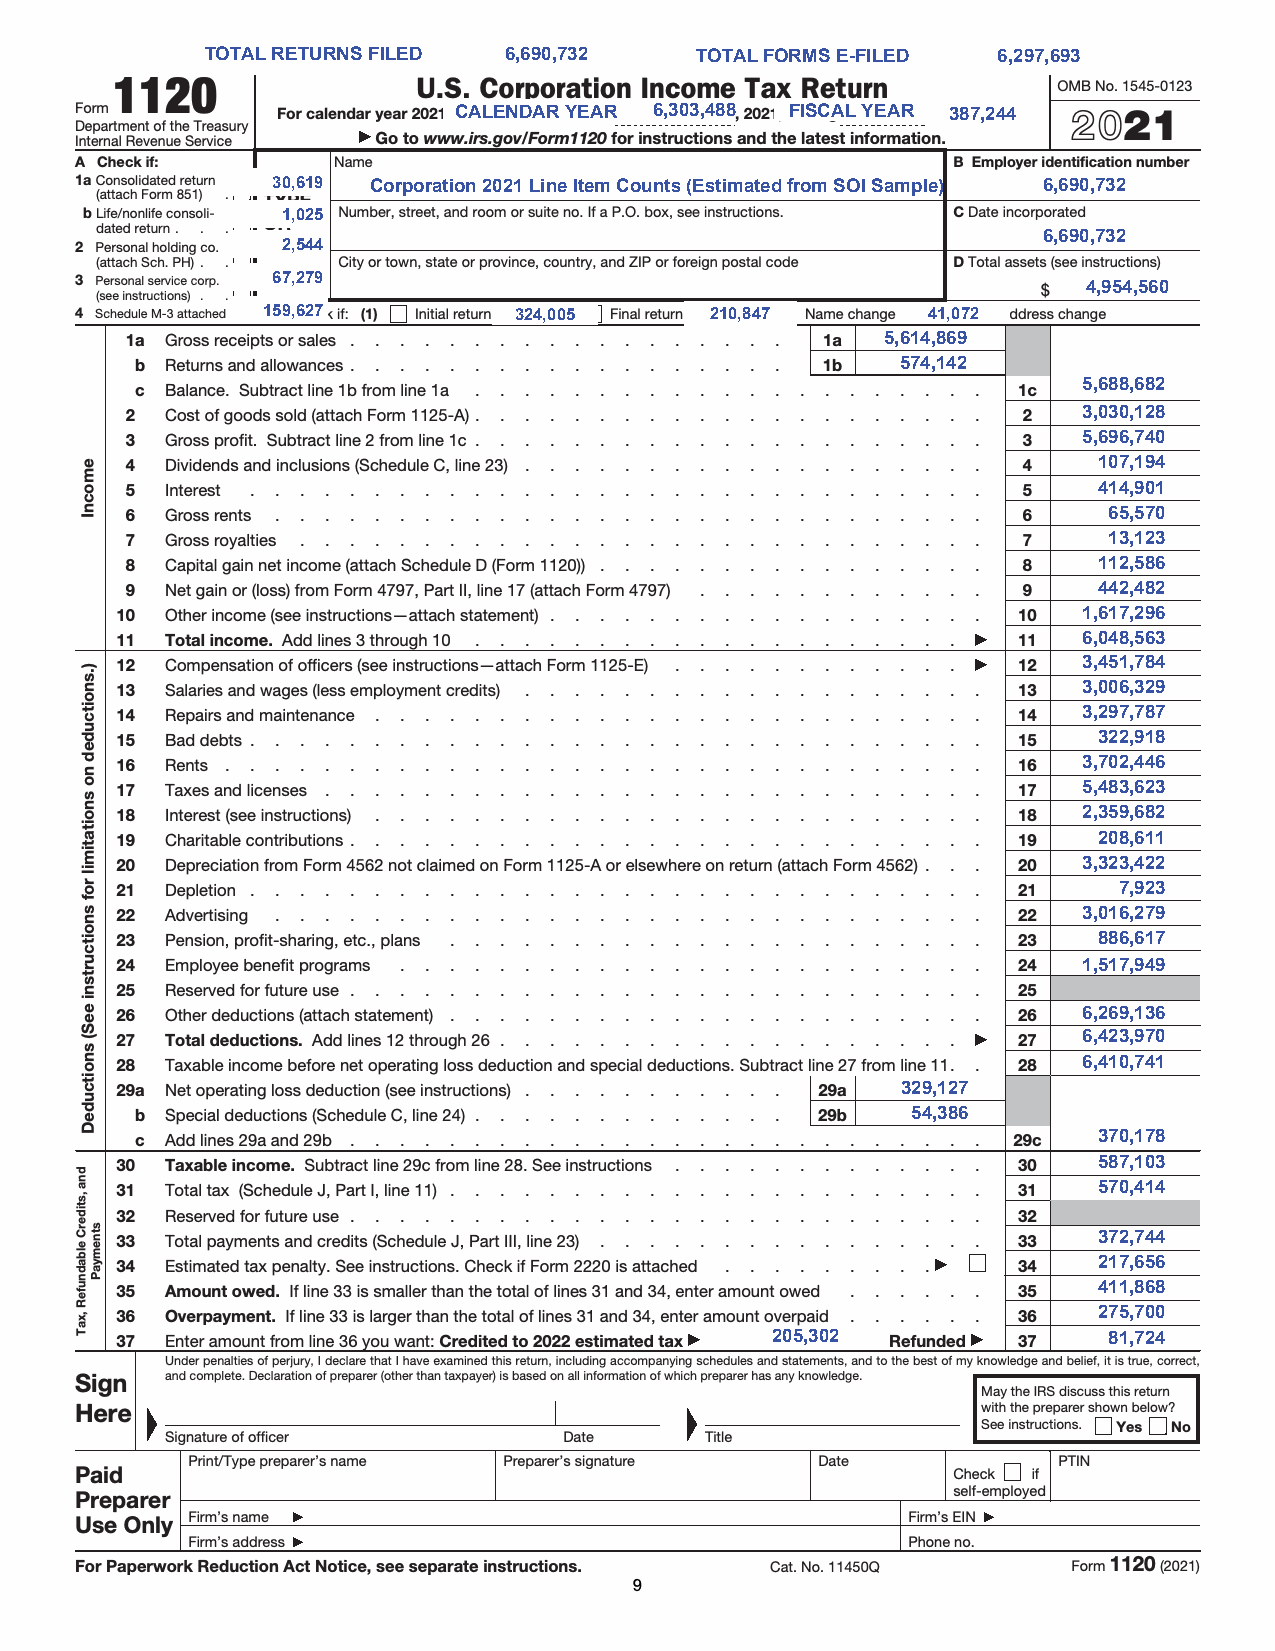 TOTAL RETURNS FILED 6,690,732 TOTAL FORMS E-FILED 6,297,693
Form 1120
Department of the Treasury
Internal Revenue Service
U.S. Corporation Income Tax Return
For calendar year 2021 CALENDAR YEAR 6,303,488, 2021 FISCAL YEAR 387,244
▶ Go to www.irs.gov/Form1120 for instructions and the latest information.
OMB No. 1545-0123
2021
A Check if:
1a Consolidated return
(attach Form 851) . 30,619
b Life/nonlife consoli-
dated return . . . 1,025
2 Personal holding co.
(attach Sch. PH) . . 2,544
3 Personal service corp.
(see instructions) . . 67,279
4 Schedule M-3 attached 159,627
Name
Corporation 2021 Line Item Counts (Estimated from SOI Sample)
Number, street, and room or suite no. If a P.O. box, see instructions.
City or town, state or province, country, and ZIP or foreign postal code
B Employer identification number
6,690,732
C Date incorporated
6,690,732
D Total assets (see instructions)
$ 4,954,560
if: (1) Initial return 324,005 Final return 210,847 Name change 41,072 ddress change
Income
1a Gross receipts or sales 1a 5,614,869
b Returns and allowances 1b 574,142
c Balance. Subtract line 1b from line 1a 1c 5,688,682
2 Cost of goods sold (attach Form 1125-A) 2 3,030,128
3 Gross profit. Subtract line 2 from line 1c 3 5,696,740
4 Dividends and inclusions (Schedule C, line 23) 4 107,194
5 Interest 5 414,901
6 Gross rents 6 65,570
7 Gross royalties 7 13,123
8 Capital gain net income (attach Schedule D (Form 1120)) 8 112,586
9 Net gain or (loss) from Form 4797, Part II, line 17 (attach Form 4797) 9 442,482
10 Other income (see instructions—attach statement) 10 1,617,296
11 Total income. Add lines 3 through 10 ▶ 11 6,048,563
Deductions (See instructions for limitations on deductions.)
12 Compensation of officers (see instructions—attach Form 1125-E) ▶ 12 3,451,784
13 Salaries and wages (less employment credits) 13 3,006,329
14 Repairs and maintenance 14 3,297,787
15 Bad debts 15 322,918
16 Rents 16 3,702,446
17 Taxes and licenses 17 5,483,623
18 Interest (see instructions) 18 2,359,682
19 Charitable contributions 19 208,611
20 Depreciation from Form 4562 not claimed on Form 1125-A or elsewhere on return (attach Form 4562) 20 3,323,422
21 Depletion 21 7,923
22 Advertising 22 3,016,279
23 Pension, profit-sharing, etc., plans 23 886,617
24 Employee benefit programs 24 1,517,949
25 Reserved for future use 25
26 Other deductions (attach statement) 26 6,269,136
27 Total deductions. Add lines 12 through 26 ▶ 27 6,423,970
28 Taxable income before net operating loss deduction and special deductions. Subtract line 27 from line 11 28 6,410,741
29a Net operating loss deduction (see instructions) 29a 329,127
b Special deductions (Schedule C, line 24) 29b 54,386
c Add lines 29a and 29b 29c 370,178
Tax, Refundable Credits, and
Payments
30 Taxable income. Subtract line 29c from line 28. See instructions 30 587,103
31 Total tax (Schedule J, Part I, line 11) 31 570,414
32 Reserved for future use 32
33 Total payments and credits (Schedule J, Part III, line 23) 33 372,744
34 Estimated tax penalty. See instructions. Check if Form 2220 is attached ▶ 34 217,656
35 Amount owed. If line 33 is smaller than the total of lines 31 and 34, enter amount owed 35 411,868
36 Overpayment. If line 33 is larger than the total of lines 31 and 34, enter amount overpaid 36 275,700
37 Enter amount from line 36 you want: Credited to 2022 estimated tax ▶ 205,302 Refunded ▶ 37 81,724
Sign
Here
Under penalties of perjury, I declare that I have examined this return, including accompanying schedules and statements, and to the best of my knowledge and belief, it is true, correct,
and complete. Declaration of preparer (other than taxpayer) is based on all information of which preparer has any knowledge.
Signature of officer Date Title
May the IRS discuss this return
with the preparer shown below?
See instructions. Yes No
Paid
Preparer
Use Only
Print/Type preparer's name Preparer's signature Date
Check if
self-employed
PTIN
Firm's name ▶ Firm's EIN ▶
Firm's address ▶ Phone no.
For Paperwork Reduction Act Notice, see separate instructions. Cat. No. 11450Q Form 1120 (2021)
9